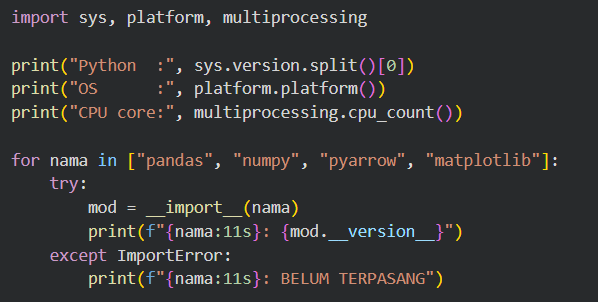 import sys, platform, multiprocessing

print("Python  :", sys.version.split()[0])
print("OS      :", platform.platform())
print("CPU core:", multiprocessing.cpu_count())

for nama in ["pandas", "numpy", "pyarrow", "matplotlib"]:
    try:
        mod = __import__(nama)
        print(f"{nama:11s}: {mod.__version__}")
    except ImportError:
        print(f"{nama:11s}: BELUM TERPASANG")